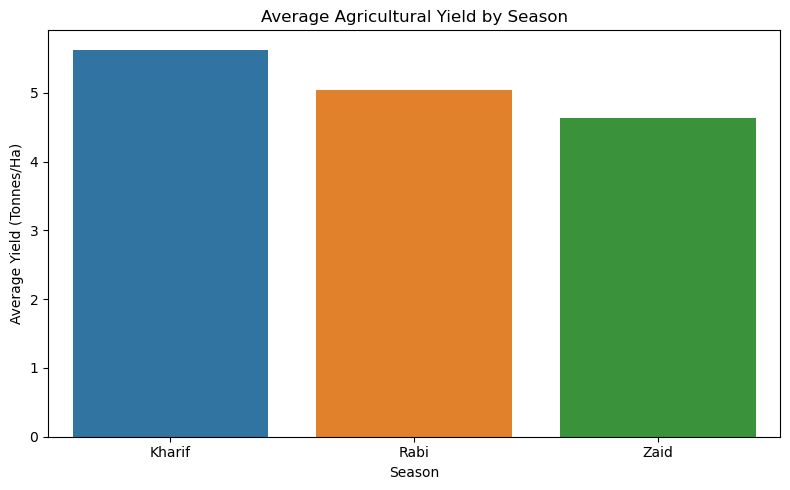 Average Agricultural Yield by Season
Average Yield (Tonnes/Ha)
5
4
3
2
1
0
Kharif
Rabi
Zaid
Season